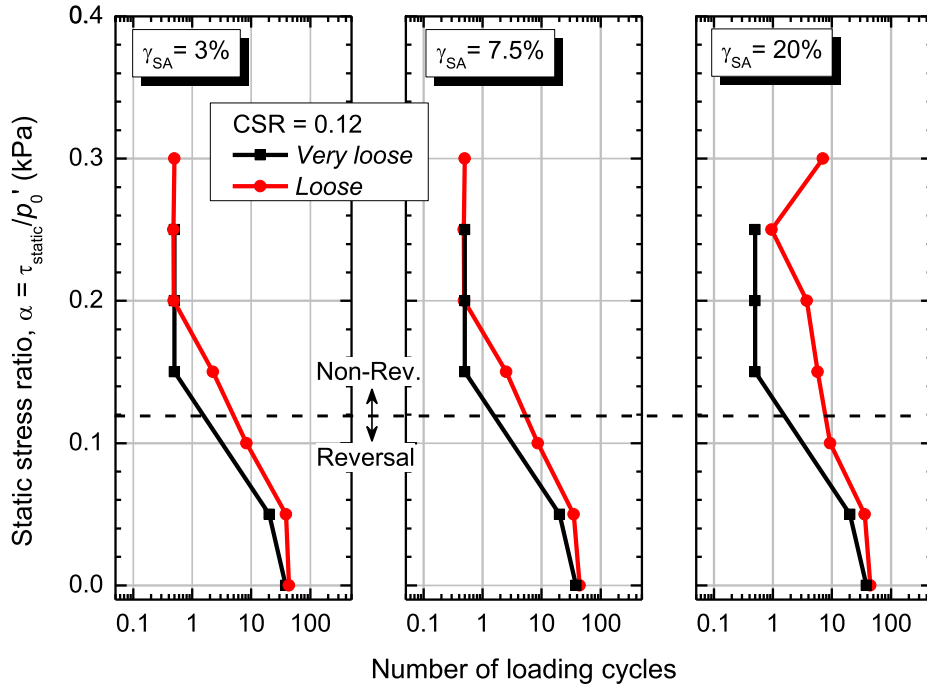 γSA= 3%
γSA= 7.5%
γSA= 20%
CSR = 0.12
Very loose
Loose
Static stress ratio, α = τstatic/p0' (kPa)
0.4
0.3
0.2
0.1
0.0
Non-Rev.
Reversal
0.1 1 10 100
0.1 1 10 100
0.1 1 10 100
Number of loading cycles